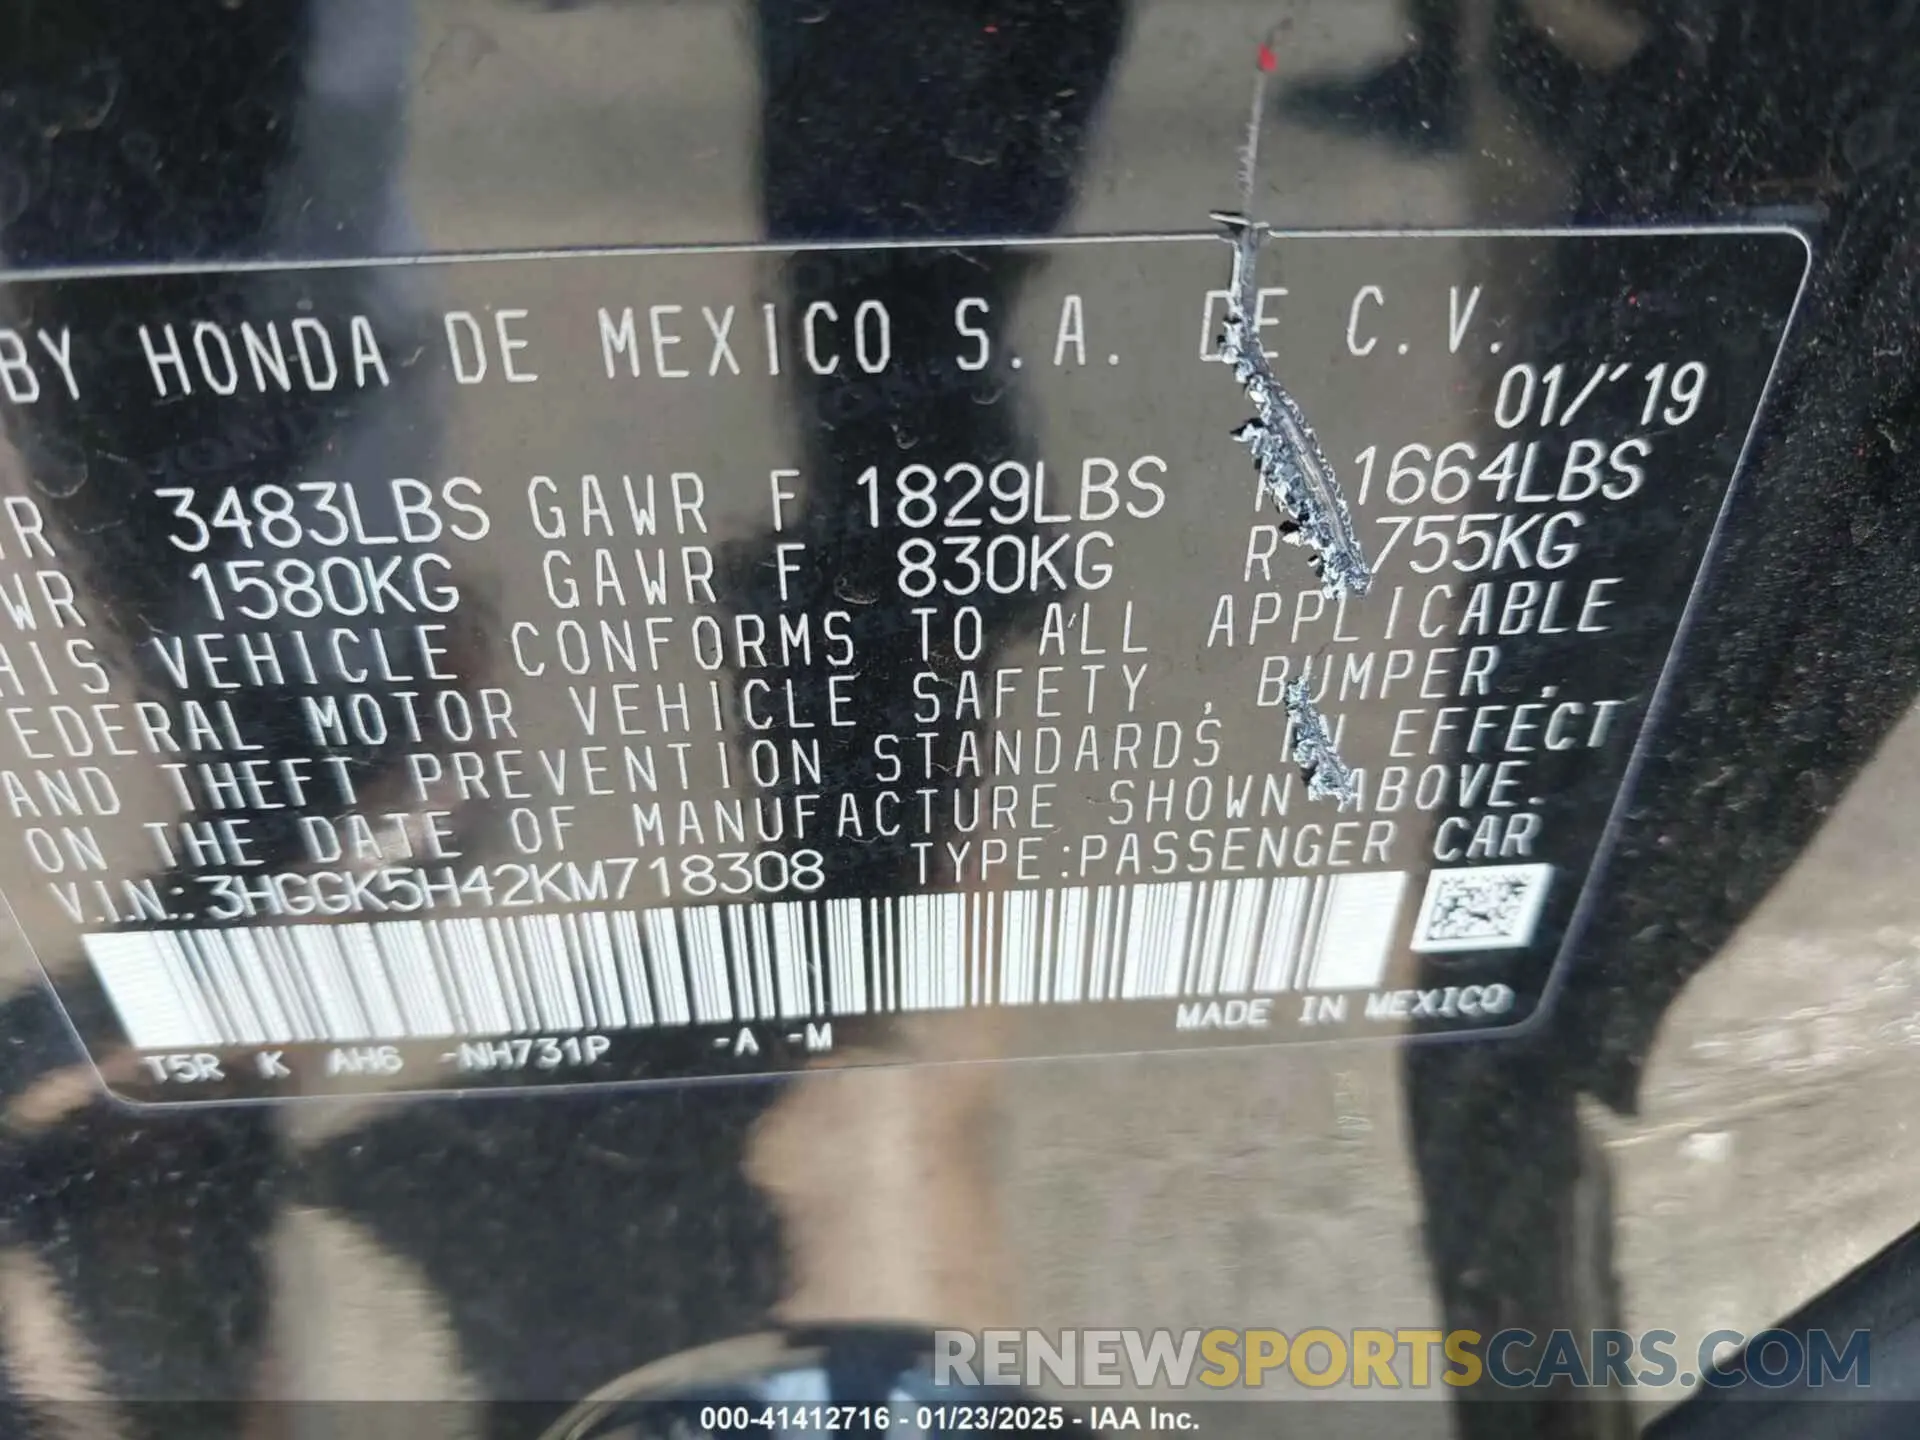 BY HONDA DE MEXICO S.A. DE C.V.
01/'19
3483LBS GAWR F 1829LBS 1664LBS
WR 1580KG GAWR F 830KG R 755KG
HIS VEHICLE CONFORMS TO ALL APPLICABLE
EDERAL MOTOR VEHICLE SAFETY, BUMPER,
AND THEFT PREVENTION STANDARDS IN EFFECT
ON THE DATE OF MANUFACTURE SHOWN ABOVE.
V.I.N.: 3HGGK5H42KM718308 TYPE:PASSENGER CAR
T5R K AH6 -NH731P -A -M MADE IN MEXICO
RENEWSPORTSCARS.COM
000-41412716 - 01/23/2025 - IAA Inc.